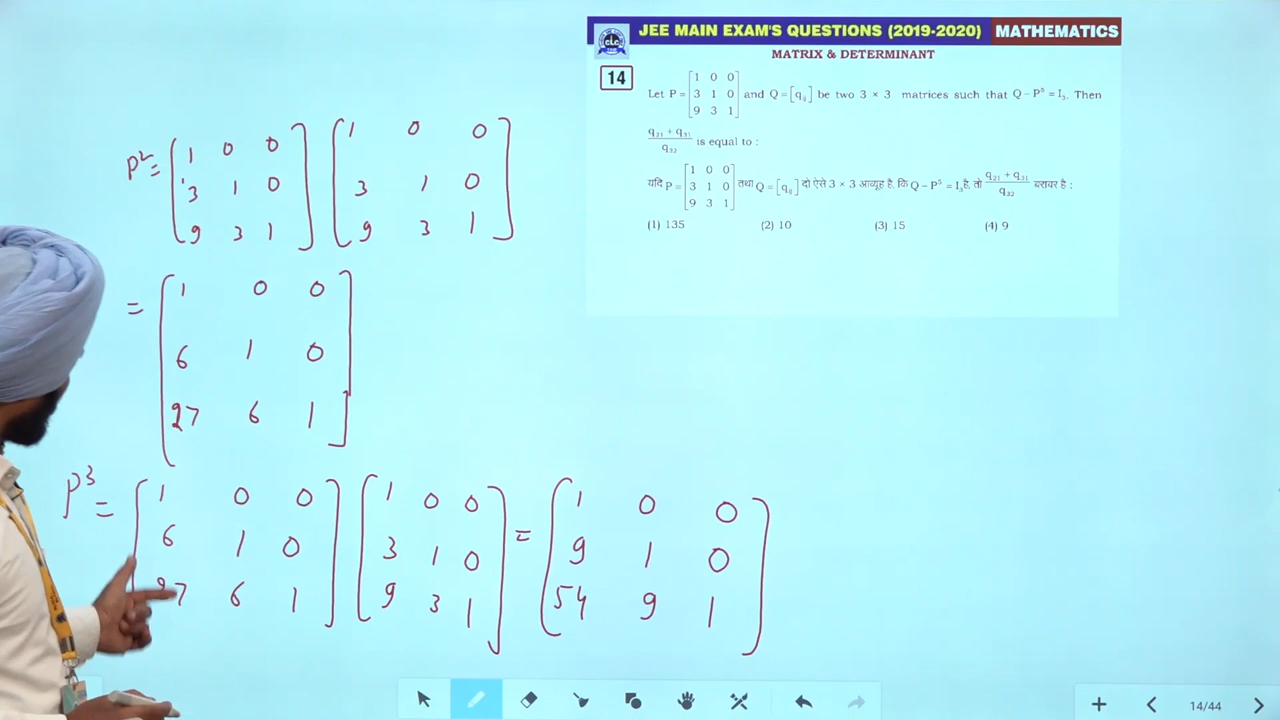 JEE MAIN EXAM'S QUESTIONS (2019-2020) MATHEMATICS
CLC
MATRIX & DETERMINANT
14
Let P = [1 0 0
3 1 0
9 3 1] and Q = [qij] be two 3 × 3 matrices such that Q – P⁵ = I₃. Then
q₂₁ + q₃₁
q₃₂
is equal to :
यदि P = [1 0 0
3 1 0
9 3 1] तथा Q = [qij] दो ऐसे 3 × 3 आव्यूह है, कि Q – P⁵ = I₃ है, तो
q₂₁ + q₃₁
q₃₂
बराबर है :
(1) 135 (2) 10 (3) 15 (4) 9
P² = [1 0 0 [1 0 0
3 1 0 3 1 0
9 3 1] 9 3 1]
= [1 0 0
6 1 0
27 6 1]
P³ = [1 0 0 [1 0 0 = [1 0 0
6 1 0 3 1 0 9 1 0
27 6 1] 9 3 1] 54 9 1]
14/44